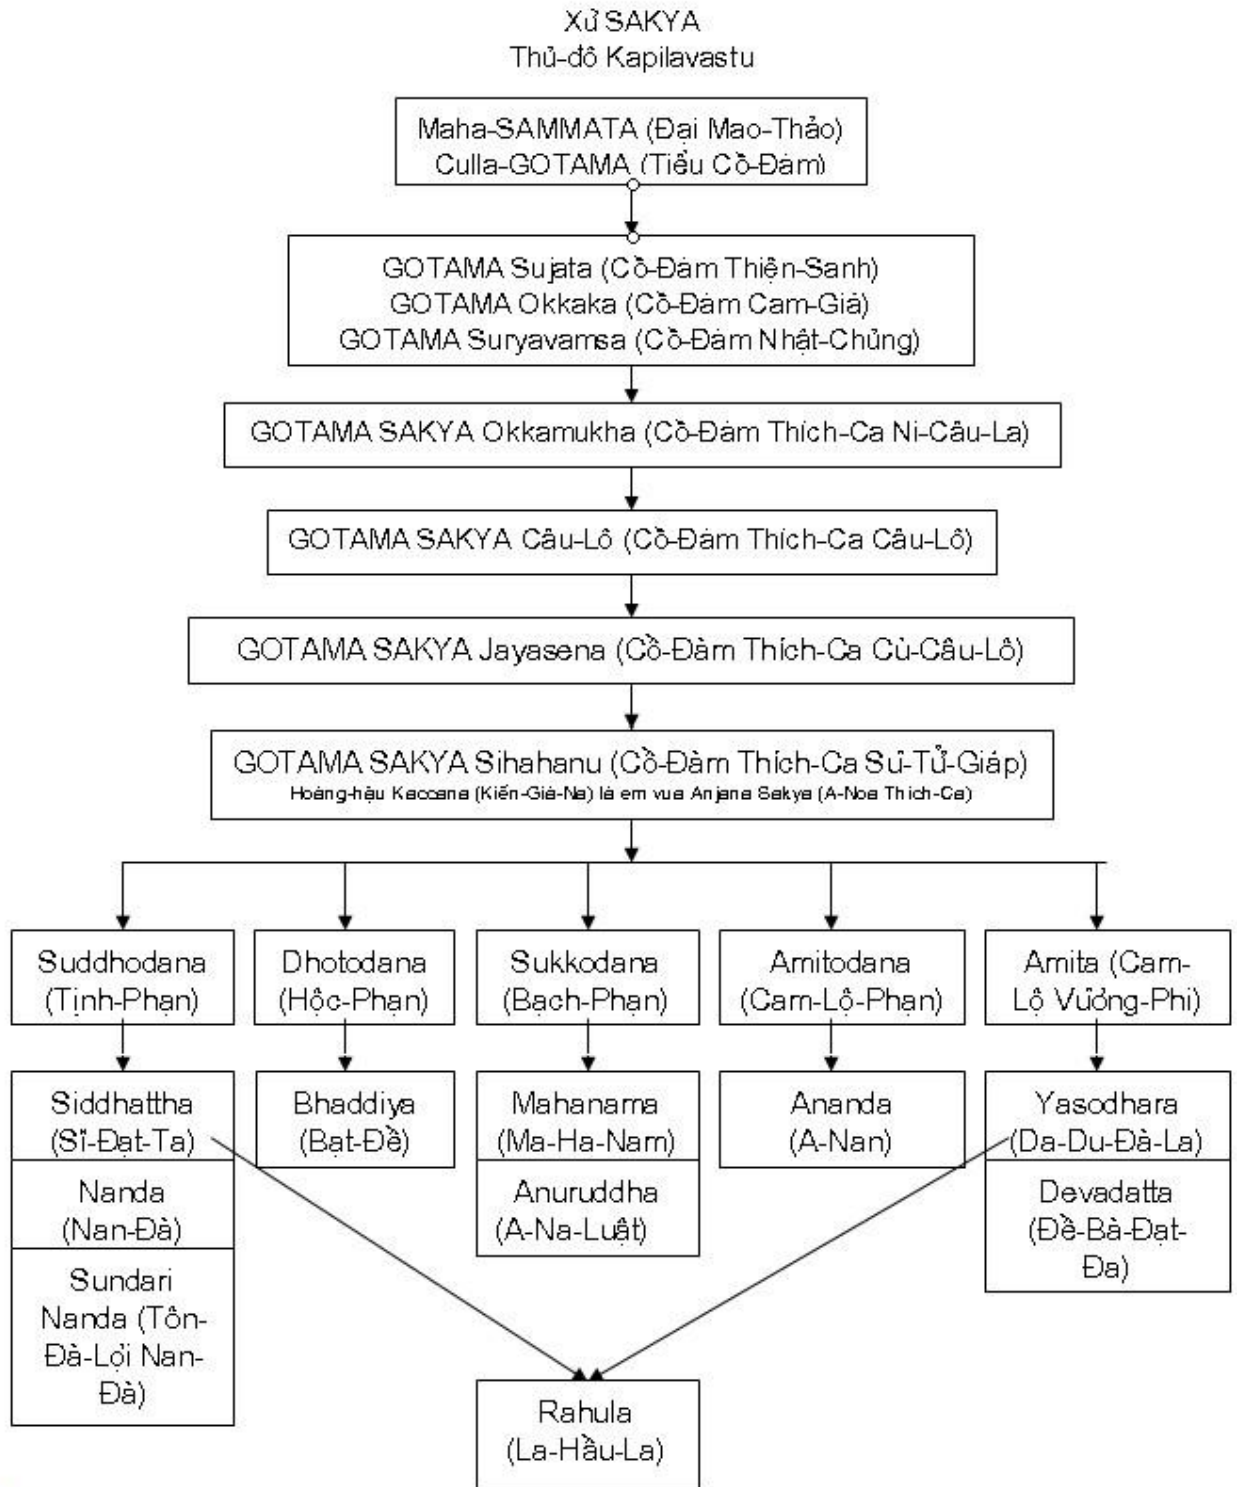 Xứ SAKYA
Thủ-đô Kapilavastu
Maha-SAMMATA (Đại Mao-Thảo)
Culla-GOTAMA (Tiểu Cồ-Đàm)
GOTAMA Sujata (Cồ-Đàm Thiện-Sanh)
GOTAMA Okkaka (Cồ-Đàm Cam-Giá)
GOTAMA Suryavamsa (Cồ-Đàm Nhật-Chủng)
GOTAMA SAKYA Okkamukha (Cồ-Đàm Thích-Ca Ni-Câu-La)
GOTAMA SAKYA Câu-Lô (Cồ-Đàm Thích-Ca Câu-Lô)
GOTAMA SAKYA Jayasena (Cồ-Đàm Thích-Ca Cù-Câu-Lô)
GOTAMA SAKYA Sihahanu (Cồ-Đàm Thích-Ca Sư-Tử-Giáp)
Hoàng-hậu Kaccana (Kiến-Giá-Na) là em vua Anjana Sakya (A-Noa Thích-Ca)
Suddhodana
(Tịnh-Phạn)
Dhotodana
(Hộc-Phạn)
Sukkodana
(Bạch-Phạn)
Amitodana
(Cam-Lộ-Phạn)
Amita (Cam-
Lộ Vương-Phi)
Siddhattha
(Sĩ-Đạt-Ta)
Nanda
(Nan-Đà)
Sundari
Nanda (Tôn-
Đà-Lợi Nan-
Đà)
Bhaddiya
(Bạt-Đề)
Mahanama
(Ma-Ha-Nam)
Anuruddha
(A-Na-Luật)
Ananda
(A-Nan)
Yasodhara
(Da-Du-Đà-La)
Devadatta
(Đề-Bà-Đạt-
Đa)
Rahula
(La-Hầu-La)